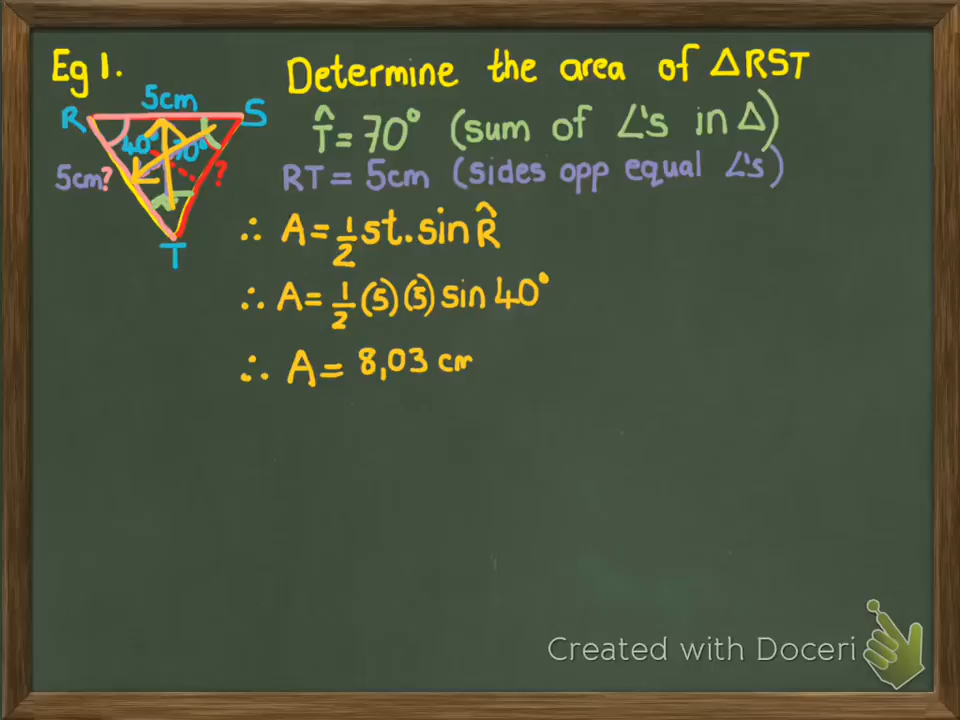 Eg 1.
Determine the area of △RST
5cm
R
S
40°
70°
5cm?
?
T
T̂ = 70° (sum of ∠'s in △)
RT = 5cm (sides opp equal ∠'s)
∴ A = 1/2 st. sin R̂
∴ A = 1/2 (5)(5) sin 40°
∴ A = 8,03 cm
Created with Doceri